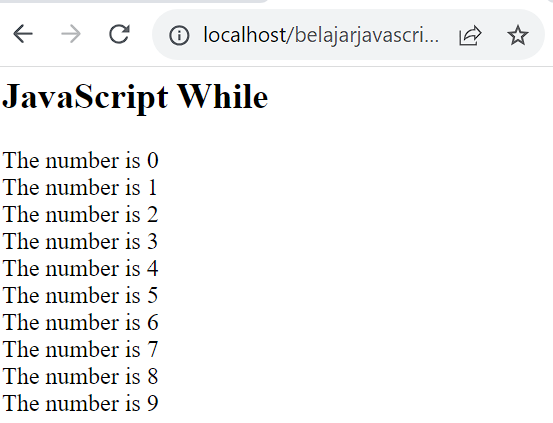 localhost/belajarjavascri...
JavaScript While
The number is 0
The number is 1
The number is 2
The number is 3
The number is 4
The number is 5
The number is 6
The number is 7
The number is 8
The number is 9